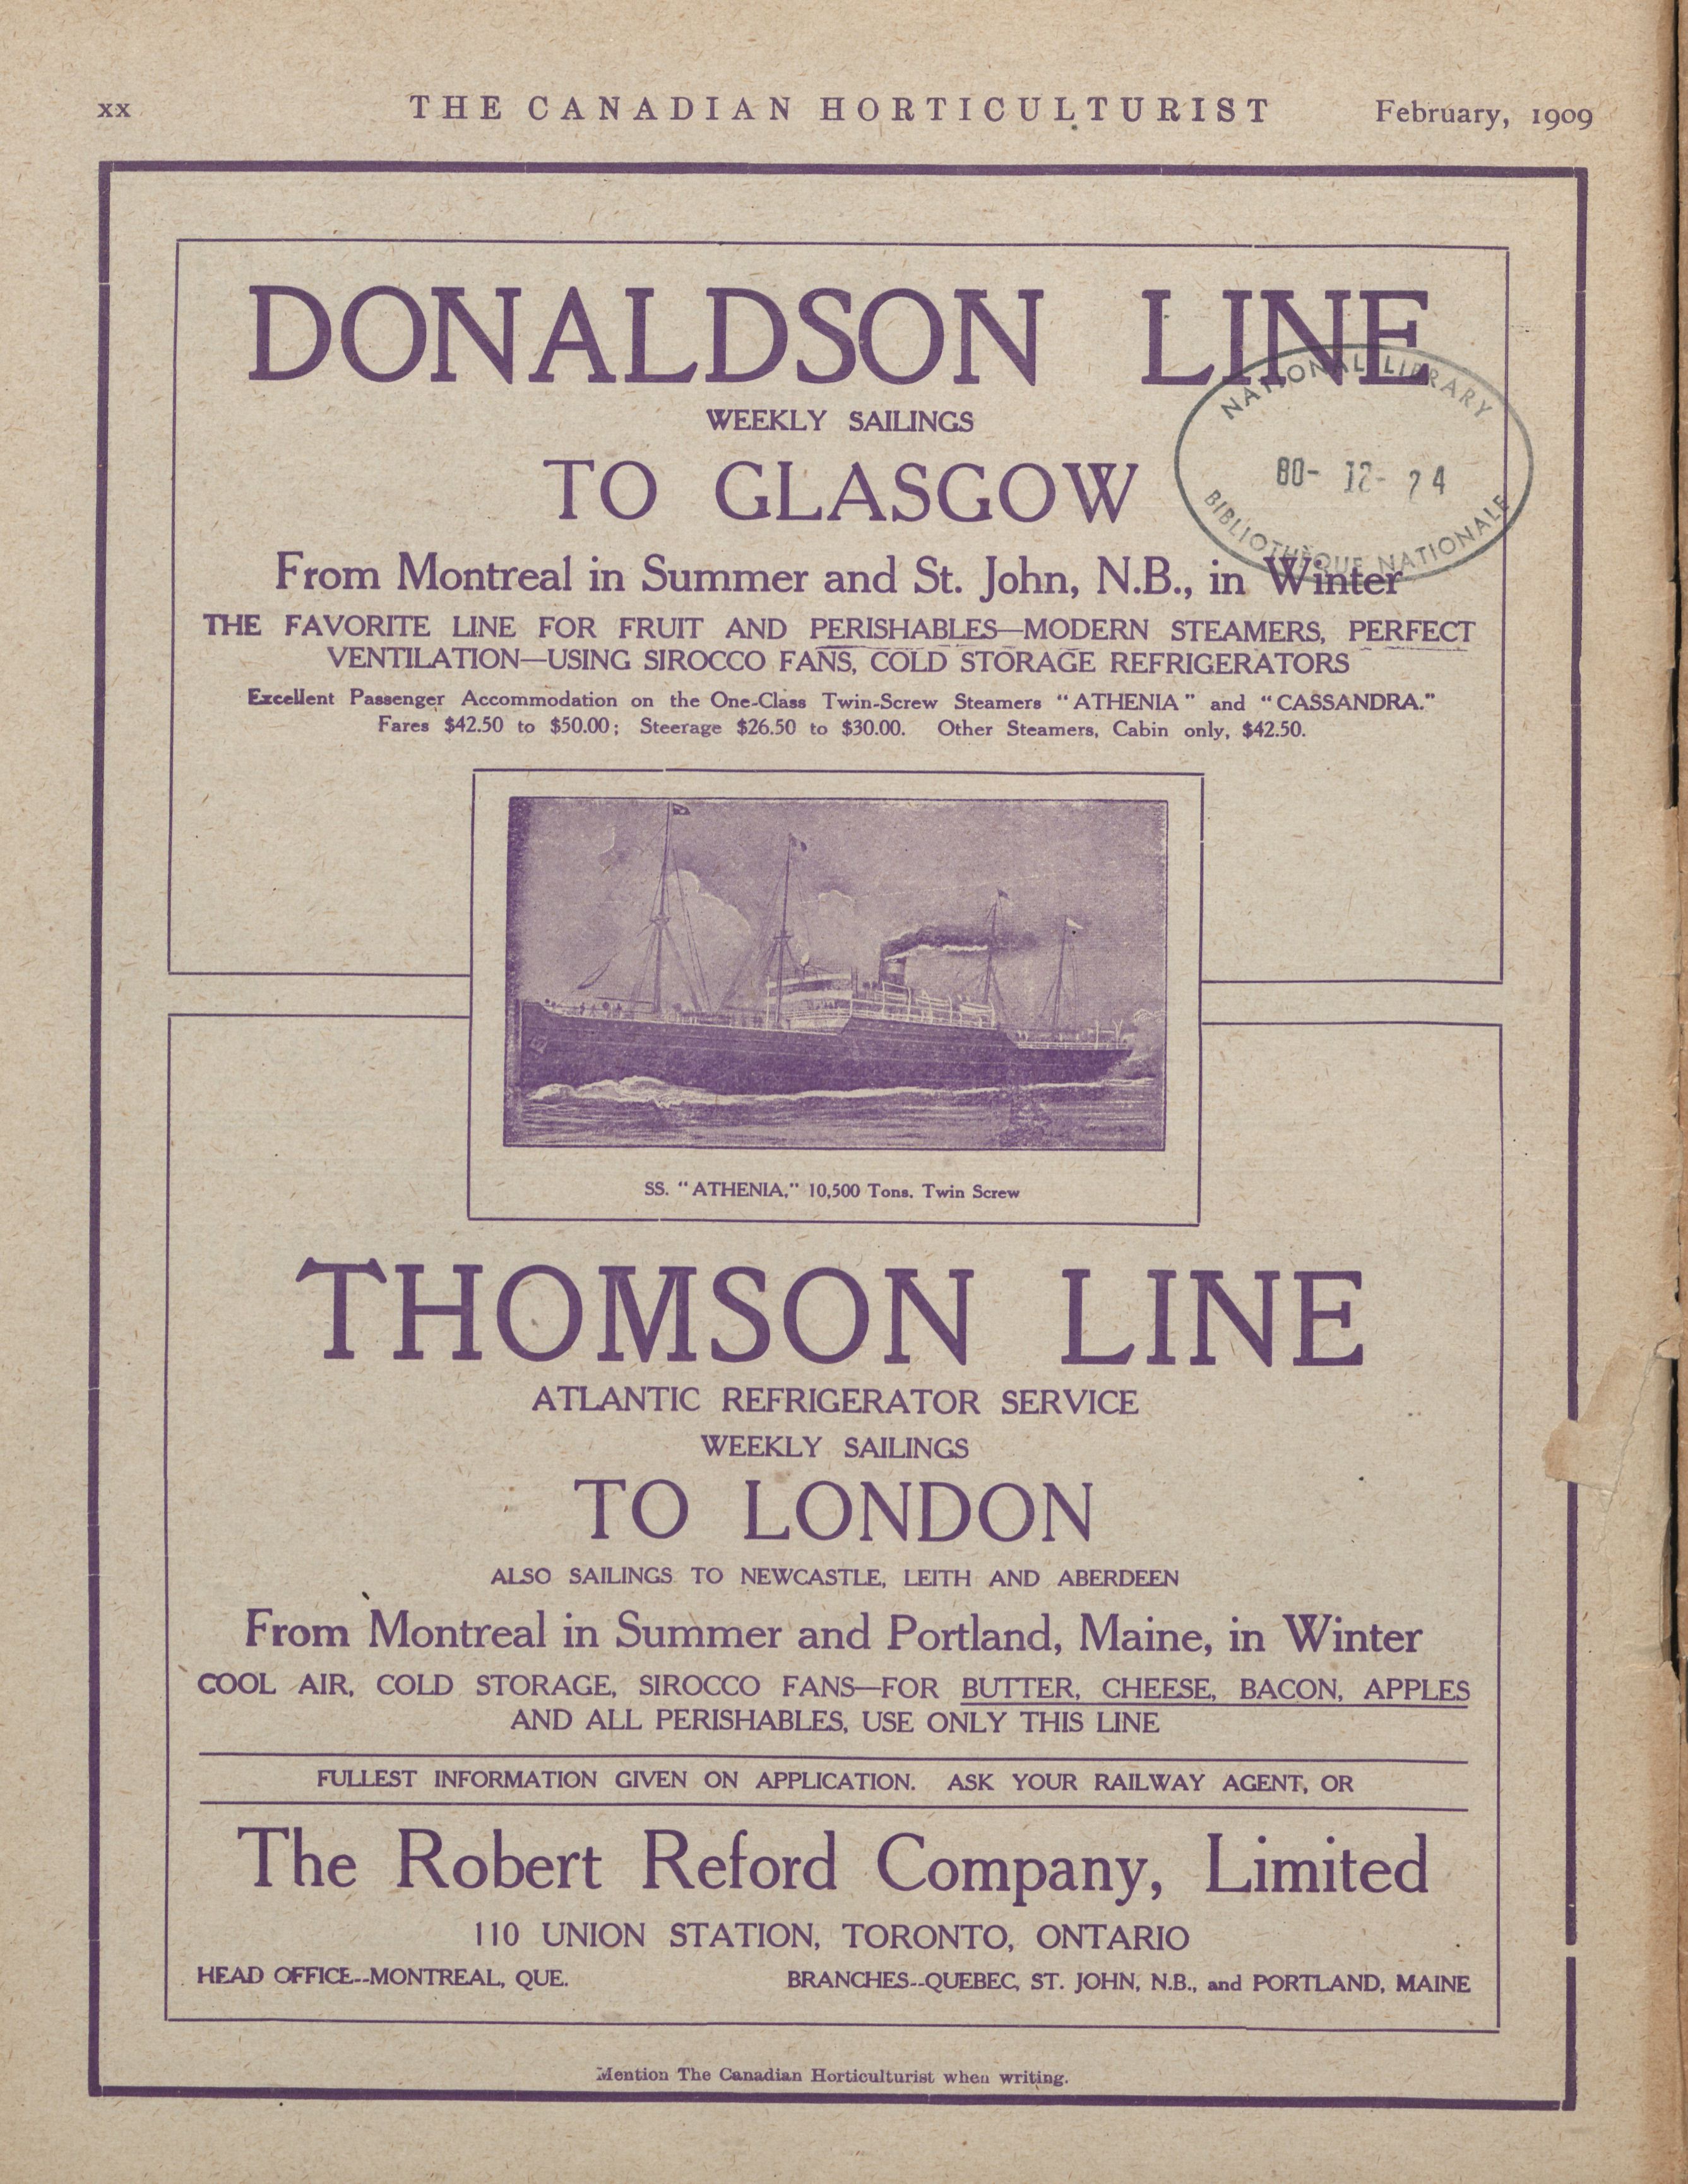 xx THE CANADIAN HORTICULTURIST February, 1909
DONALDSON LINE
WEEKLY SAILINGS
TO GLASGOW
NATIONAL LIBRARY
80- 12- 24
BIBLIOTHÈQUE NATIONALE
From Montreal in Summer and St. John, N.B., in Winter
THE FAVORITE LINE FOR FRUIT AND PERISHABLES—MODERN STEAMERS, PERFECT
VENTILATION—USING SIROCCO FANS, COLD STORAGE REFRIGERATORS
Excellent Passenger Accommodation on the One-Class Twin-Screw Steamers "ATHENIA" and "CASSANDRA."
Fares $42.50 to $50.00; Steerage $26.50 to $30.00. Other Steamers, Cabin only, $42.50.
SS. "ATHENIA," 10,500 Tons. Twin Screw
THOMSON LINE
ATLANTIC REFRIGERATOR SERVICE
WEEKLY SAILINGS
TO LONDON
ALSO SAILINGS TO NEWCASTLE, LEITH AND ABERDEEN
From Montreal in Summer and Portland, Maine, in Winter
COOL AIR, COLD STORAGE, SIROCCO FANS—FOR BUTTER, CHEESE, BACON, APPLES
AND ALL PERISHABLES, USE ONLY THIS LINE
FULLEST INFORMATION GIVEN ON APPLICATION. ASK YOUR RAILWAY AGENT, OR
The Robert Reford Company, Limited
110 UNION STATION, TORONTO, ONTARIO
HEAD OFFICE--MONTREAL, QUE. BRANCHES--QUEBEC, ST. JOHN, N.B., and PORTLAND, MAINE
Mention The Canadian Horticulturist when writing.